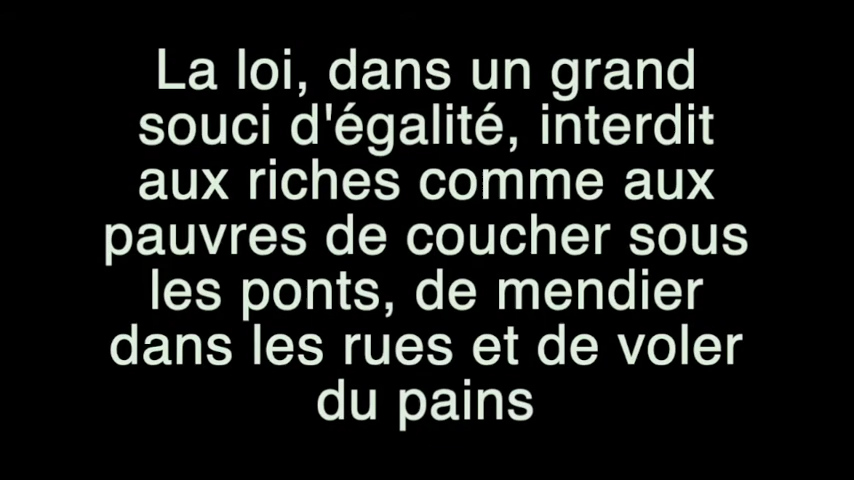 La loi, dans un grand
souci d'égalité, interdit
aux riches comme aux
pauvres de coucher sous
les ponts, de mendier
dans les rues et de voler
du pains